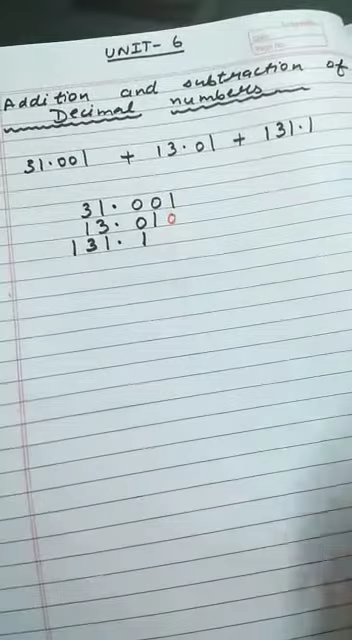 UNIT- 6
Addition and subtraction of
Decimal numbers
31.001 + 13.01 + 131.1
31.001
13.010
131.1